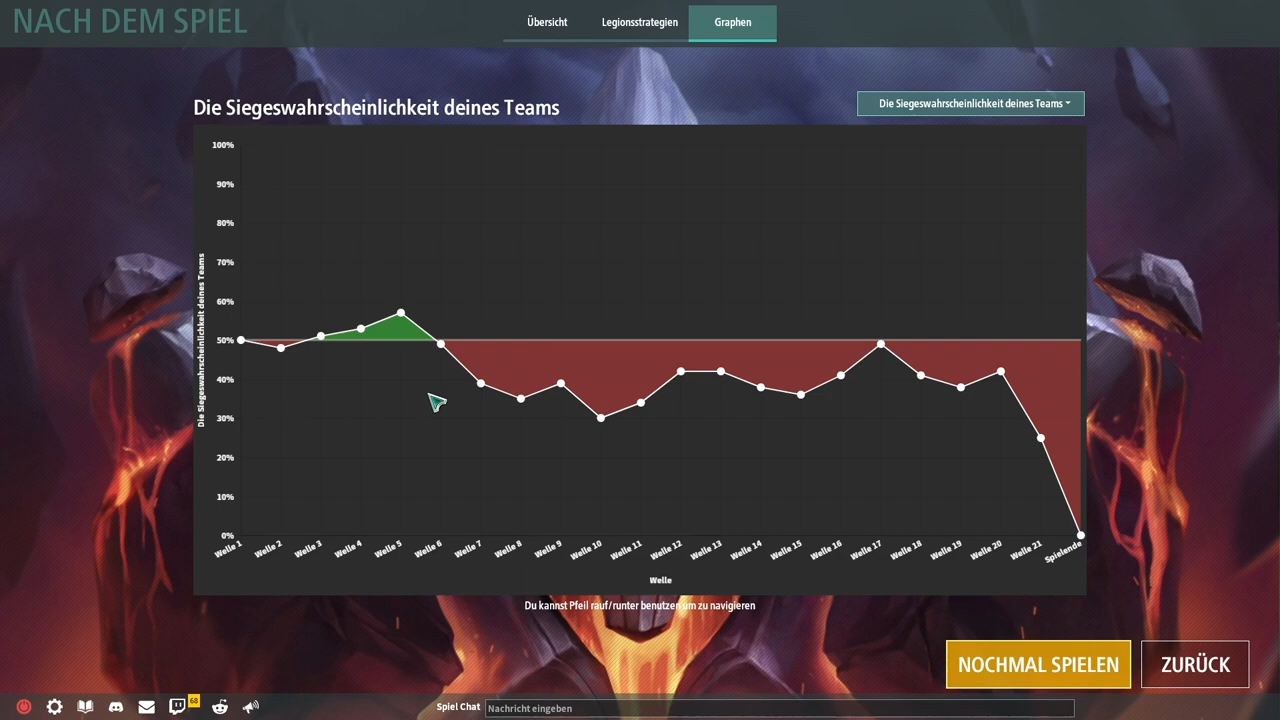 NACH DEM SPIEL
Übersicht
Legionsstrategien
Graphen
Die Siegeswahrscheinlichkeit deines Teams
Die Siegeswahrscheinlichkeit deines Teams
Die Siegeswahrscheinlichkeit deines Teams
100%
90%
80%
70%
60%
50%
40%
30%
20%
10%
0%
Welle 1
Welle 2
Welle 3
Welle 4
Welle 5
Welle 6
Welle 7
Welle 8
Welle 9
Welle 10
Welle 11
Welle 12
Welle 13
Welle 14
Welle 15
Welle 16
Welle 17
Welle 18
Welle 19
Welle 20
Welle 21
Spielende
Welle
Du kannst Pfeil rauf/runter benutzen um zu navigieren
NOCHMAL SPIELEN
ZURÜCK
68
Spiel Chat
Nachricht eingeben